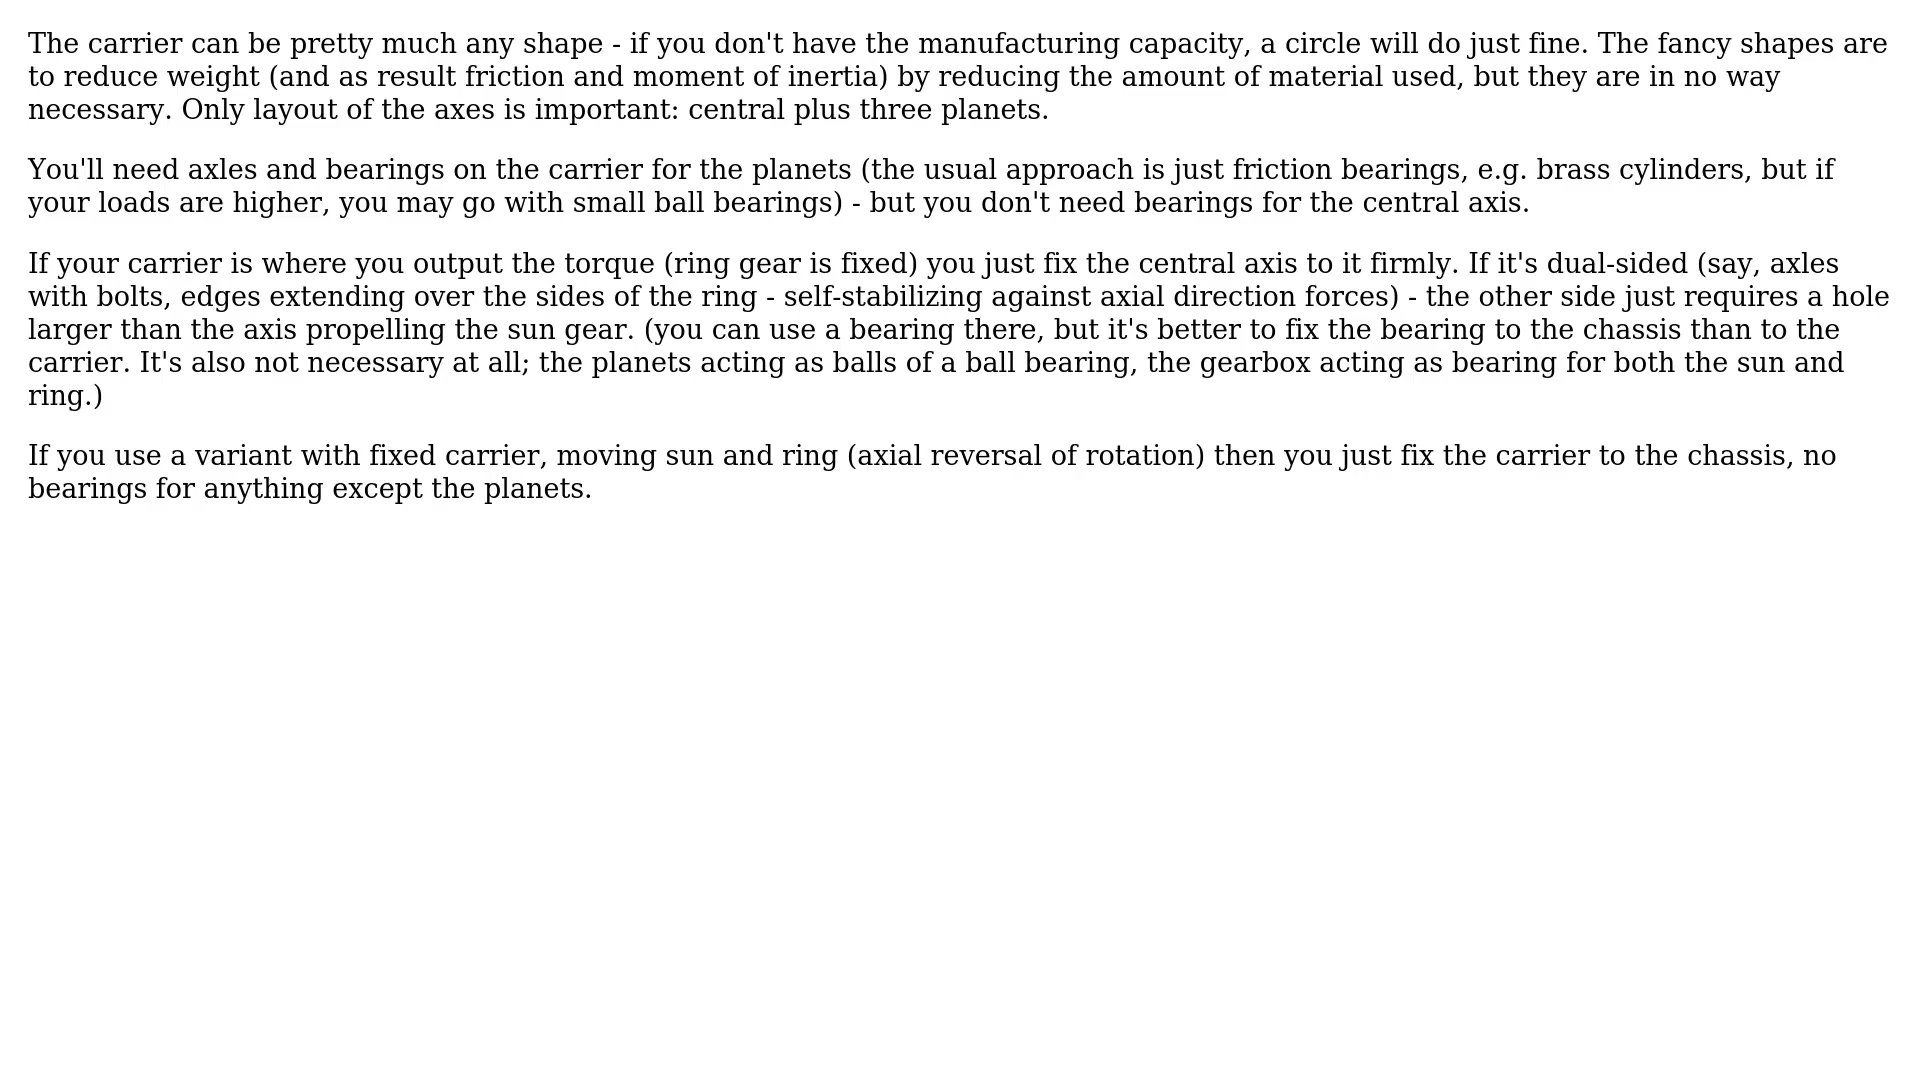 The carrier can be pretty much any shape - if you don't have the manufacturing capacity, a circle will do just fine. The fancy shapes are
to reduce weight (and as result friction and moment of inertia) by reducing the amount of material used, but they are in no way
necessary. Only layout of the axes is important: central plus three planets.
You'll need axles and bearings on the carrier for the planets (the usual approach is just friction bearings, e.g. brass cylinders, but if
your loads are higher, you may go with small ball bearings) - but you don't need bearings for the central axis.
If your carrier is where you output the torque (ring gear is fixed) you just fix the central axis to it firmly. If it's dual-sided (say, axles
with bolts, edges extending over the sides of the ring - self-stabilizing against axial direction forces) - the other side just requires a hole
larger than the axis propelling the sun gear. (you can use a bearing there, but it's better to fix the bearing to the chassis than to the
carrier. It's also not necessary at all; the planets acting as balls of a ball bearing, the gearbox acting as bearing for both the sun and
ring.)
If you use a variant with fixed carrier, moving sun and ring (axial reversal of rotation) then you just fix the carrier to the chassis, no
bearings for anything except the planets.